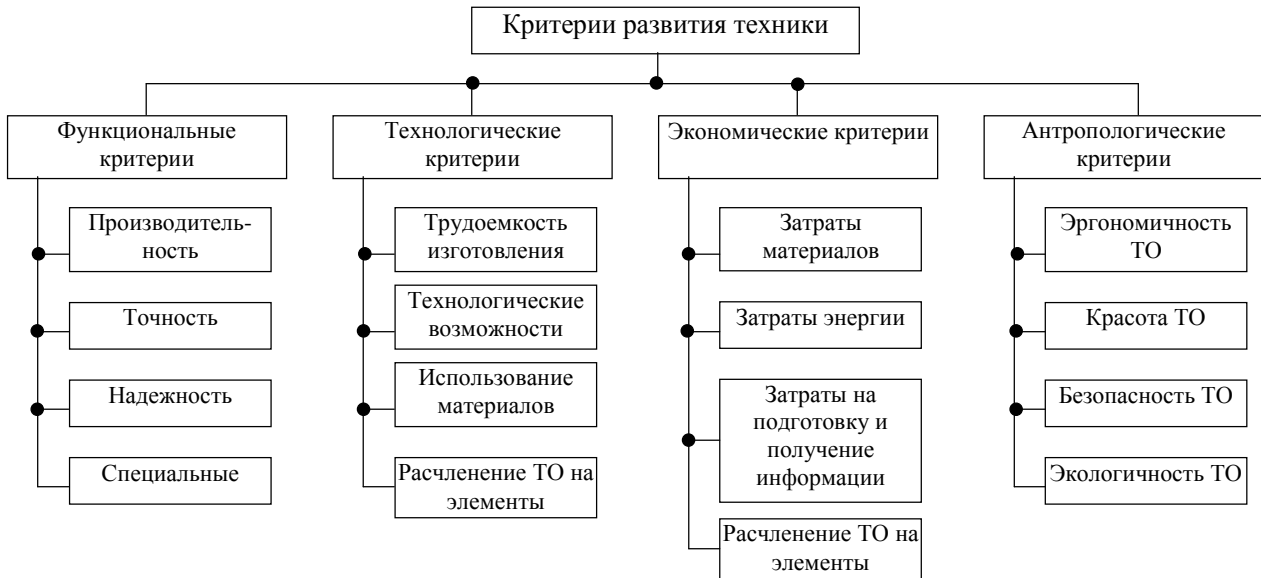 Критерии развития техники
Функциональные
критерии
Производитель-
ность
Точность
Надежность
Специальные
Технологические
критерии
Трудоемкость
изготовления
Технологические
возможности
Использование
материалов
Расчленение ТО на
элементы
Экономические критерии
Затраты
материалов
Затраты энергии
Затраты на
подготовку и
получение
информации
Расчленение ТО на
элементы
Антропологические
критерии
Эргономичность
ТО
Красота ТО
Безопасность ТО
Экологичность ТО